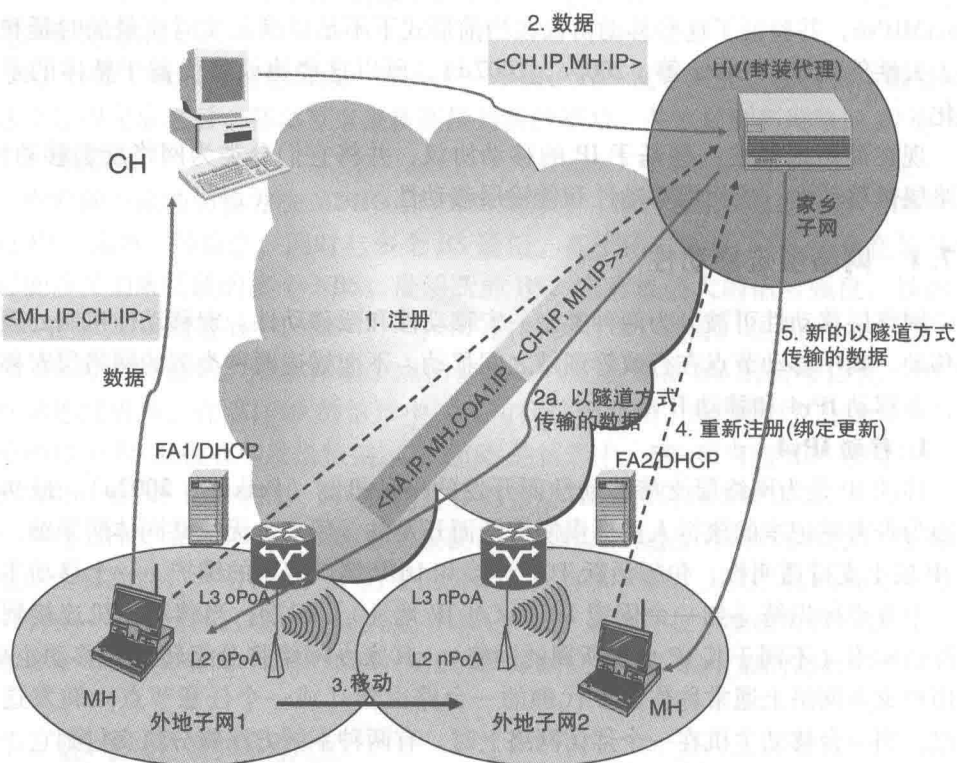 2. 数据
<CH.IP,MH.IP>
HV(封装代理)
CH
家乡
子网
<MH.IP,CH.IP>
数据
1. 注册
<HA.IP, MH.COA1.IP <CH.IP, MH.IP>>
5. 新的以隧道方式
传输的数据
2a. 以隧道方式
传输的数据
4. 重新注册(绑定更新)
FA1/DHCP
FA2/DHCP
L3 oPoA
L3 nPoA
L2 oPoA
L2 nPoA
MH
3.移动
MH
外地子网1
外地子网2